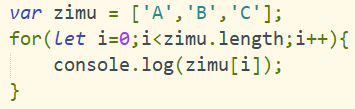 var zimu = ['A','B','C'];
for(let i=0;i<zimu.length;i++){
    console.log(zimu[i]);
}